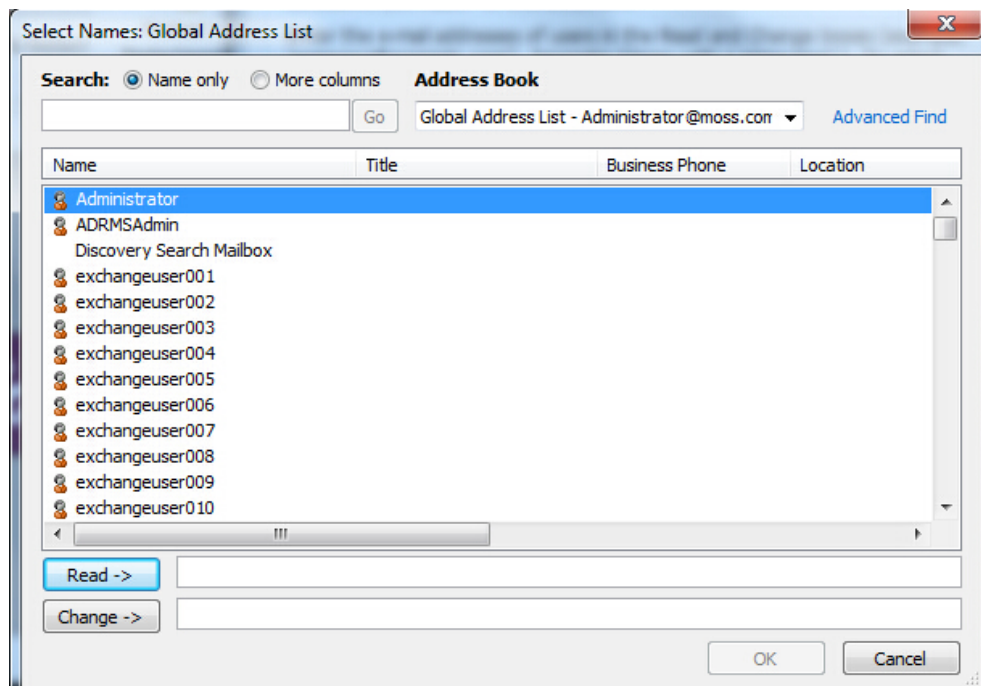 Select Names: Global Address List
Search: Name only More columns Address Book
Go Global Address List - Administrator@moss.com Advanced Find
Name Title Business Phone Location
Administrator
ADRMSAdmin
Discovery Search Mailbox
exchangeuser001
exchangeuser002
exchangeuser003
exchangeuser004
exchangeuser005
exchangeuser006
exchangeuser007
exchangeuser008
exchangeuser009
exchangeuser010
Read ->
Change ->
OK Cancel